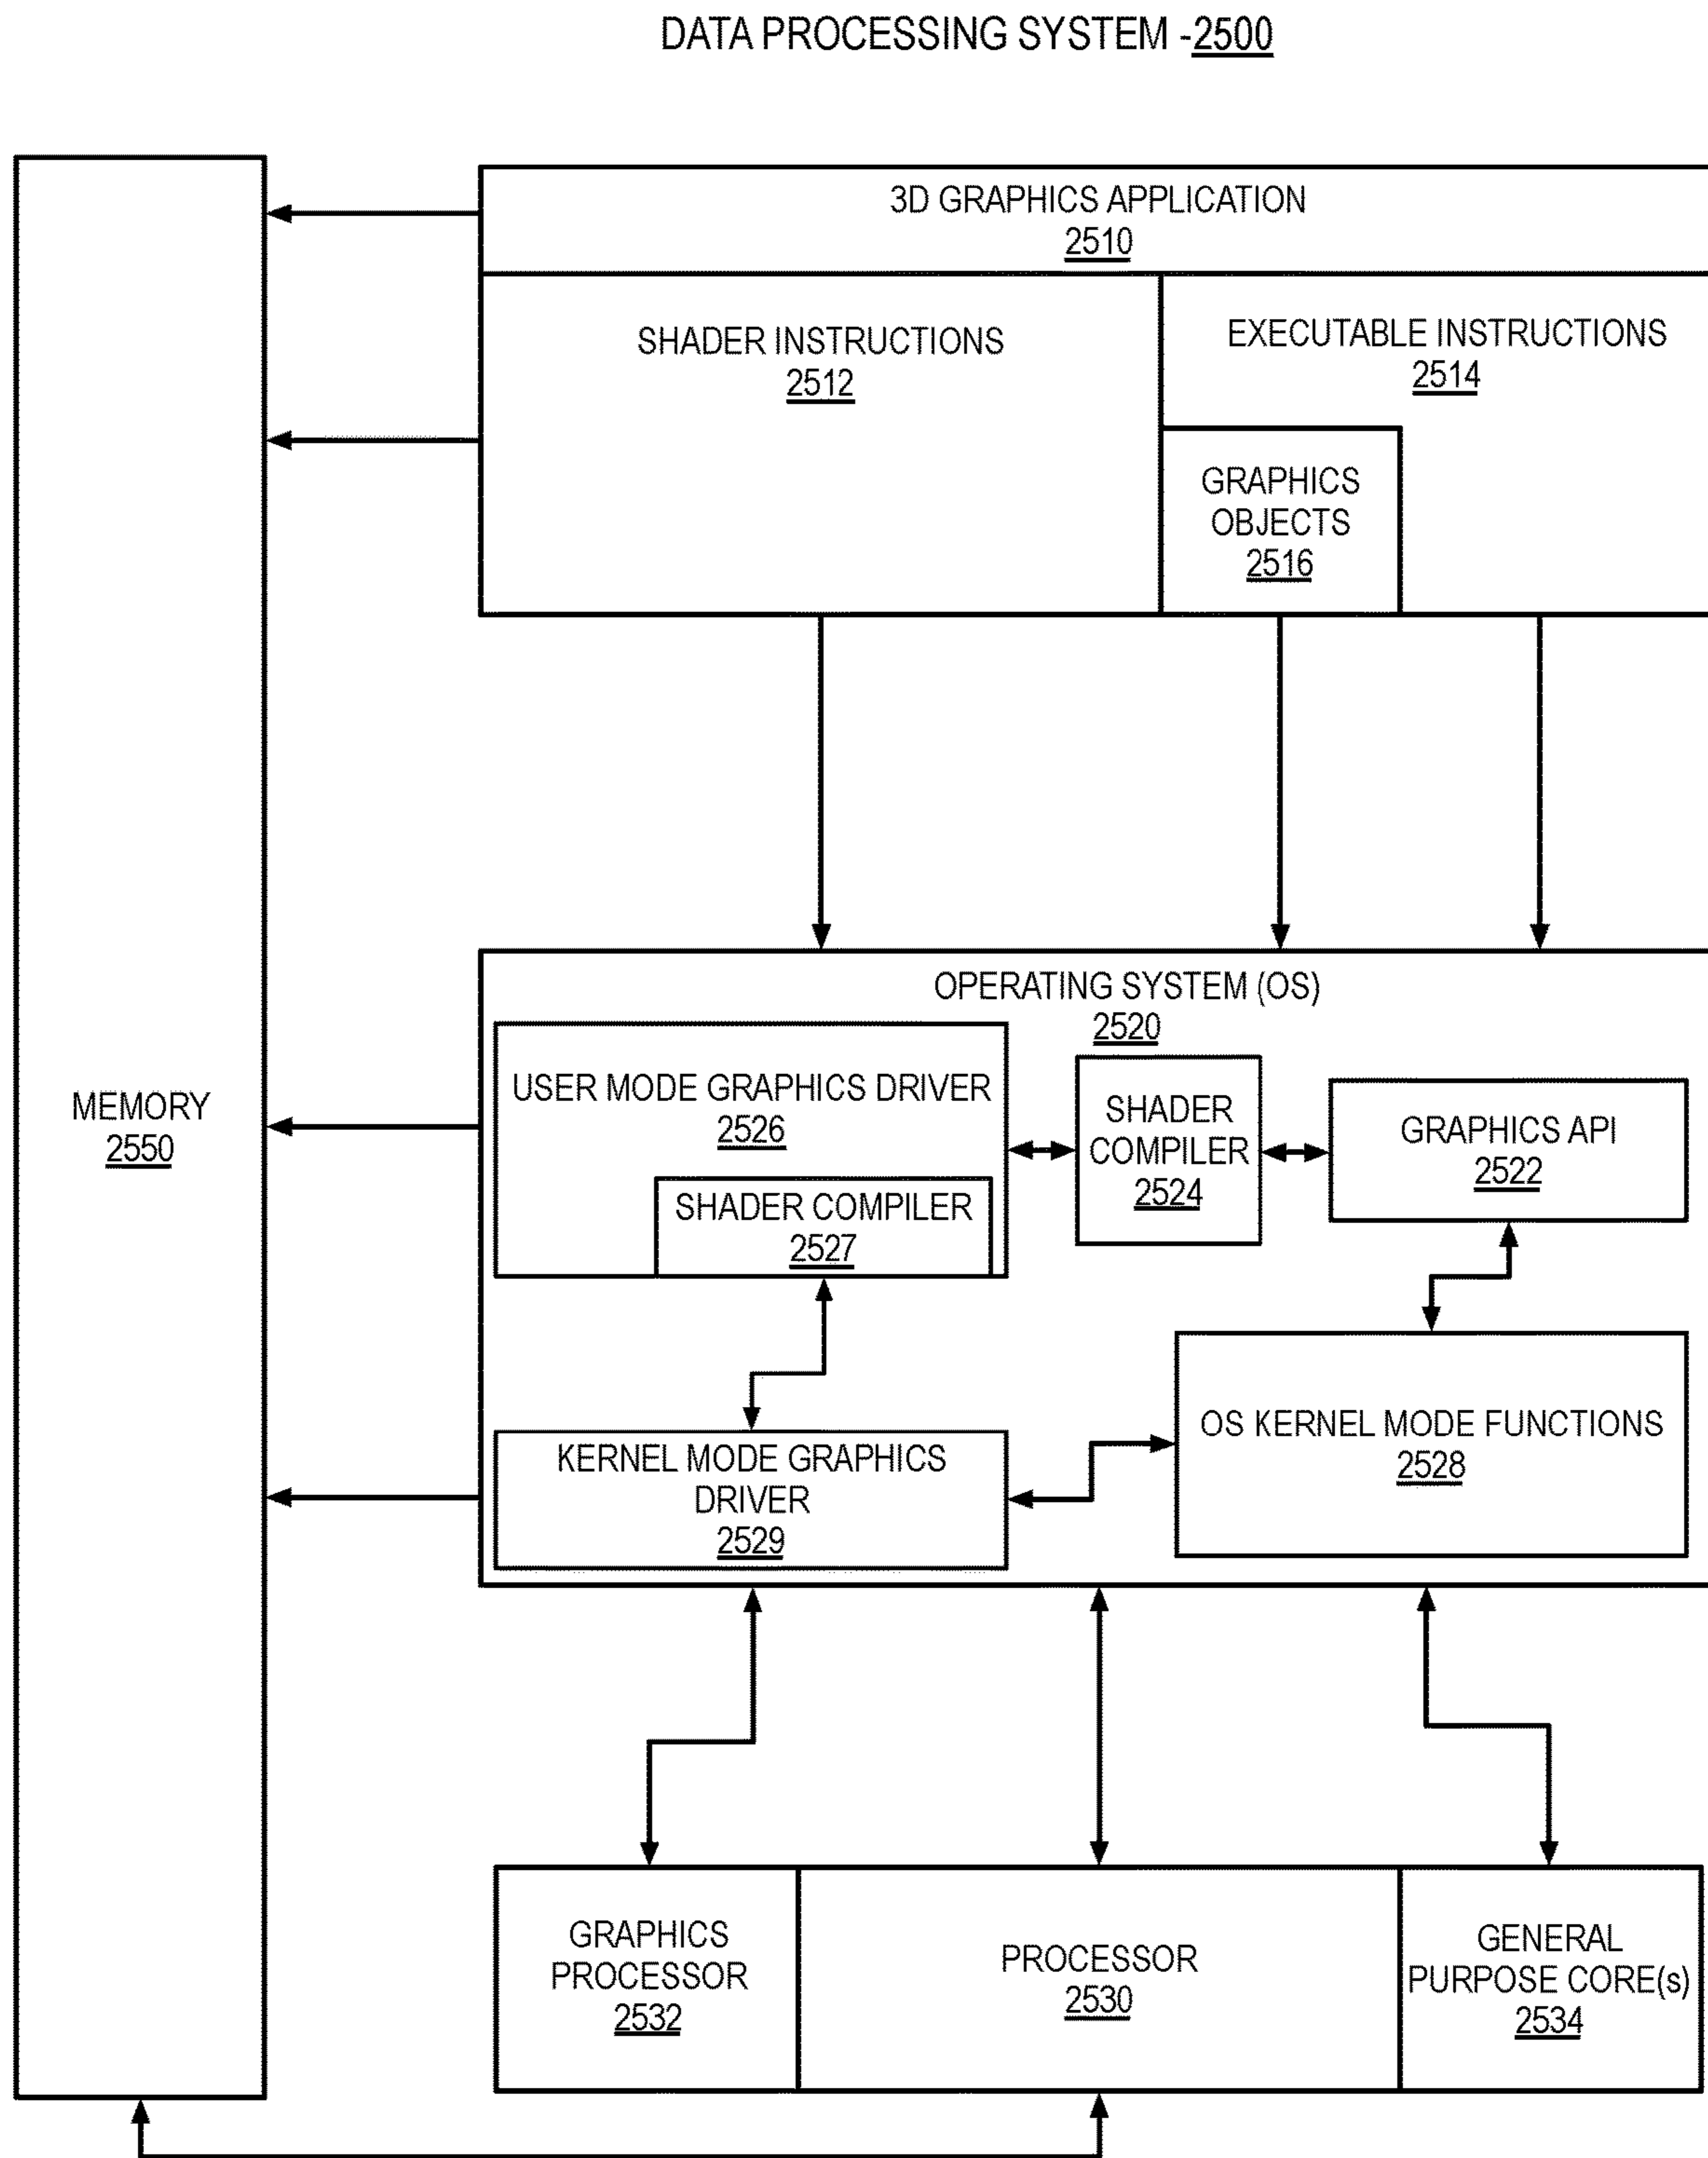 DATA PROCESSING SYSTEM -2500
3D GRAPHICS APPLICATION
2510
SHADER INSTRUCTIONS
2512
EXECUTABLE INSTRUCTIONS
2514
GRAPHICS
OBJECTS
2516
OPERATING SYSTEM (OS)
2520
USER MODE GRAPHICS DRIVER
2526
SHADER COMPILER
2527
SHADER
COMPILER
2524
GRAPHICS API
2522
MEMORY
2550
KERNEL MODE GRAPHICS
DRIVER
2529
OS KERNEL MODE FUNCTIONS
2528
GRAPHICS
PROCESSOR
2532
PROCESSOR
2530
GENERAL
PURPOSE CORE(s)
2534